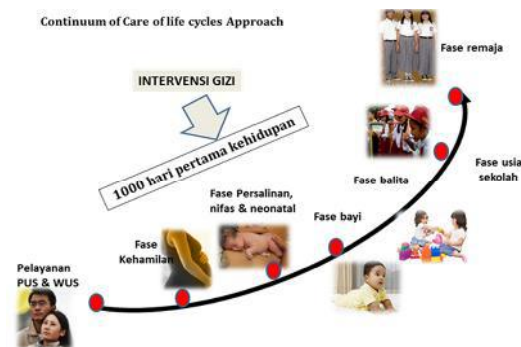 Continuum of Care of life cycles Approach
INTERVENSI GIZI
1000 hari pertama kehidupan
Pelayanan
PUS & WUS
Fase
Kehamilan
Fase Persalinan,
nifas & neonatal
Fase bayi
Fase balita
Fase usia
sekolah
Fase remaja